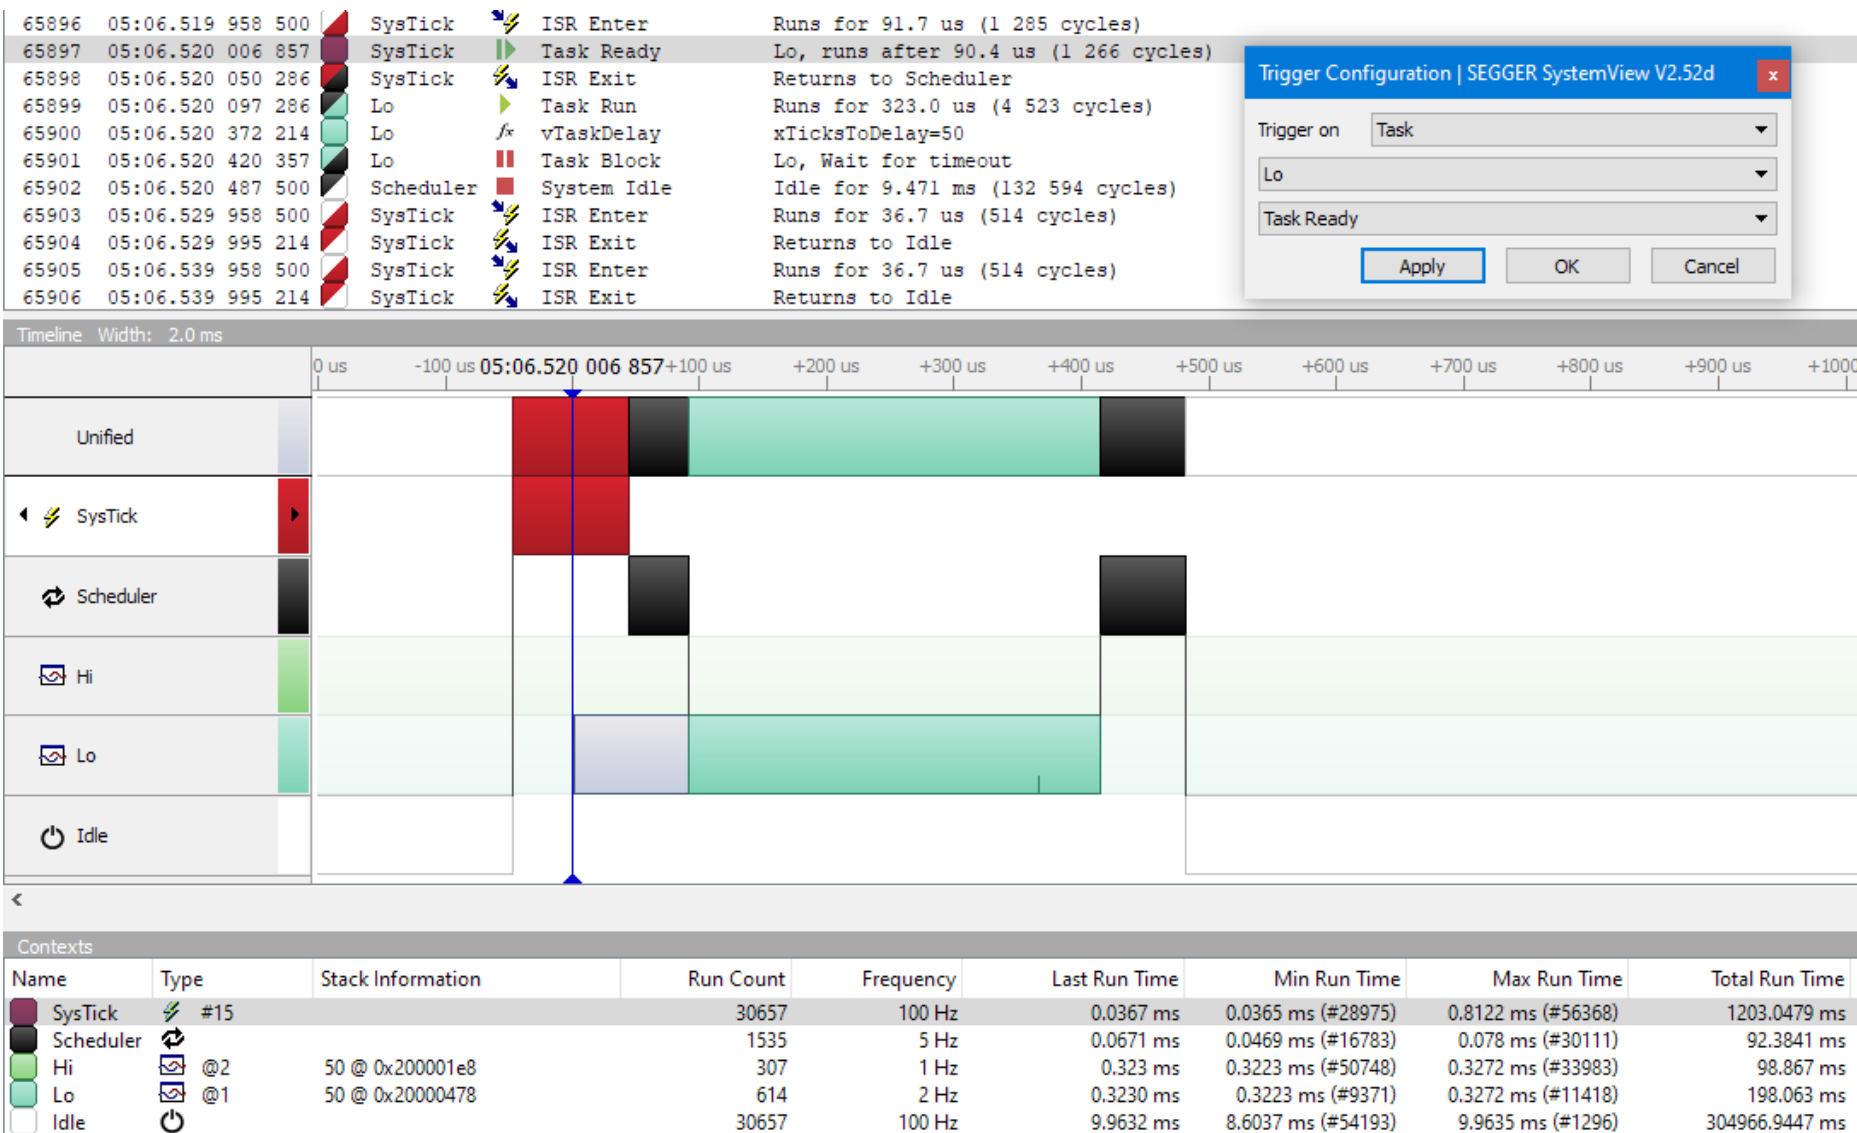 65896 05:06.519 958 500 SysTick ISR Enter Runs for 91.7 us (1 285 cycles)
65897 05:06.520 006 857 SysTick Task Ready Lo, runs after 90.4 us (1 266 cycles)
65898 05:06.520 050 286 SysTick ISR Exit Returns to Scheduler
65899 05:06.520 097 286 Lo Task Run Runs for 323.0 us (4 523 cycles)
65900 05:06.520 372 214 Lo fx vTaskDelay xTicksToDelay=50
65901 05:06.520 420 357 Lo Task Block Lo, Wait for timeout
65902 05:06.520 487 500 Scheduler System Idle Idle for 9.471 ms (132 594 cycles)
65903 05:06.529 958 500 SysTick ISR Enter Runs for 36.7 us (514 cycles)
65904 05:06.529 995 214 SysTick ISR Exit Returns to Idle
65905 05:06.539 958 500 SysTick ISR Enter Runs for 36.7 us (514 cycles)
65906 05:06.539 995 214 SysTick ISR Exit Returns to Idle
Trigger Configuration | SEGGER SystemView V2.52d x
Trigger on Task
Lo
Task Ready
Apply OK Cancel
Timeline Width: 2.0 ms
0 us -100 us 05:06.520 006 857 +100 us +200 us +300 us +400 us +500 us +600 us +700 us +800 us +900 us +1000
Unified
SysTick
Scheduler
Hi
Lo
Idle
Contexts
Name Type Stack Information Run Count Frequency Last Run Time Min Run Time Max Run Time Total Run Time
SysTick #15 30657 100 Hz 0.0367 ms 0.0365 ms (#28975) 0.8122 ms (#56368) 1203.0479 ms
Scheduler 1535 5 Hz 0.0671 ms 0.0469 ms (#16783) 0.078 ms (#30111) 92.3841 ms
Hi @2 50 @ 0x200001e8 307 1 Hz 0.323 ms 0.3223 ms (#50748) 0.3272 ms (#33983) 98.867 ms
Lo @1 50 @ 0x20000478 614 2 Hz 0.3230 ms 0.3223 ms (#9371) 0.3272 ms (#11418) 198.063 ms
Idle 30657 100 Hz 9.9632 ms 8.6037 ms (#54193) 9.9635 ms (#1296) 304966.9447 ms